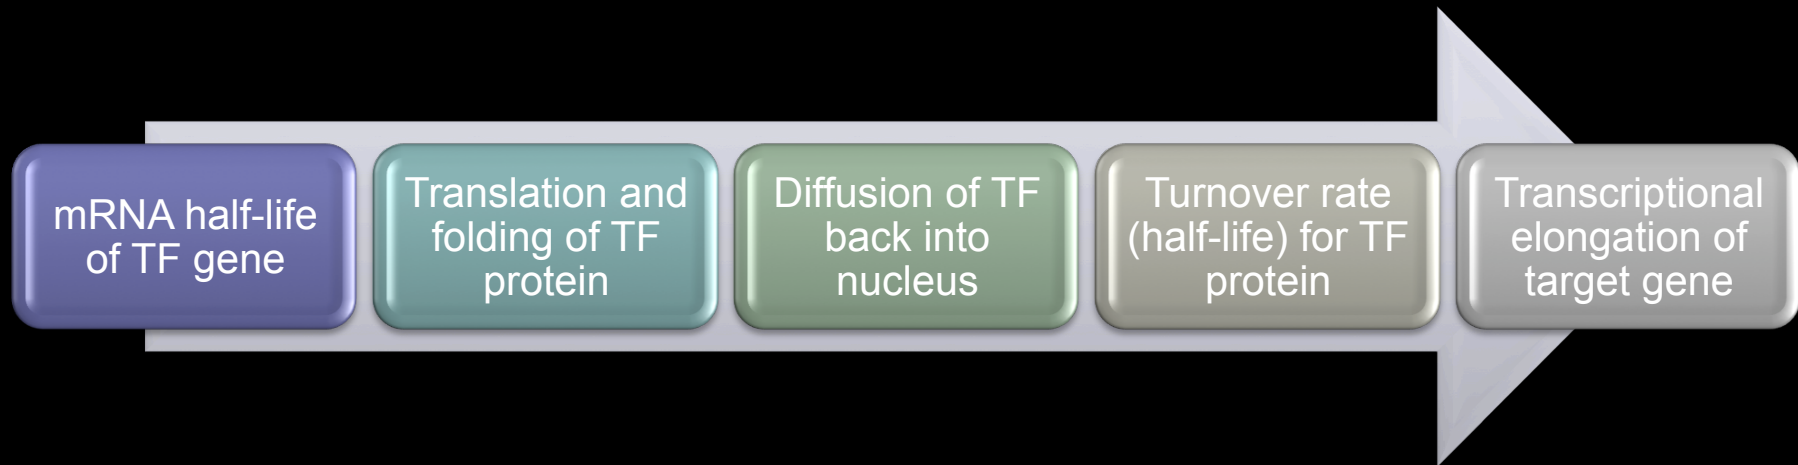 mRNA half-life
of TF gene
Translation and
folding of TF
protein
Diffusion of TF
back into
nucleus
Turnover rate
(half-life) for TF
protein
Transcriptional
elongation of
target gene